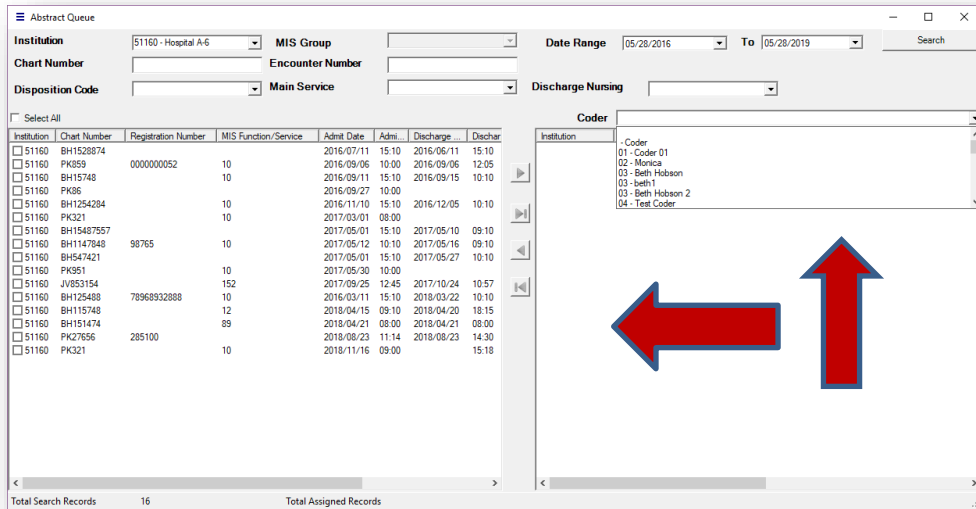 Abstract Queue
Institution 51160 - Hospital A-6 MIS Group Date Range 05/28/2016 To 05/28/2019 Search
Chart Number Encounter Number
Disposition Code Main Service Discharge Nursing
Select All Coder
Institution Chart Number Registration Number MIS Function/Service Admit Date Admi... Discharge ... Dischar Institution
- Coder
01 - Coder 01
02 - Monica
03 - Beth Hobson
03 - beth1
03 - Beth Hobson 2
04 - Test Coder
51160 BH1528874 2016/07/11 15:10 2016/06/11 15:10
51160 PK859 0000000052 10 2016/09/06 10:00 2016/09/06 12:05
51160 BH15748 10 2016/09/11 15:10 2016/09/15 10:10
51160 PK86 2016/09/27 10:00
51160 BH1254284 10 2016/11/10 15:10 2016/12/05 10:10
51160 PK321 10 2017/03/01 08:00
51160 BH15487557 2017/05/01 15:10 2017/05/10 09:10
51160 BH1147848 98765 10 2017/05/12 10:10 2017/05/16 09:10
51160 BH547421 2017/05/01 15:10 2017/05/27 10:10
51160 PK951 10 2017/05/30 10:00
51160 JV853154 152 2017/09/25 12:45 2017/10/24 10:57
51160 BH125488 78968932888 10 2016/03/11 15:10 2018/03/22 10:10
51160 BH115748 12 2018/04/15 09:10 2018/04/20 18:15
51160 BH151474 89 2018/04/21 08:00 2018/04/21 08:00
51160 PK27656 285100 2018/08/23 11:14 2018/08/23 14:30
51160 PK321 10 2018/11/16 09:00 15:18
Total Search Records 16 Total Assigned Records